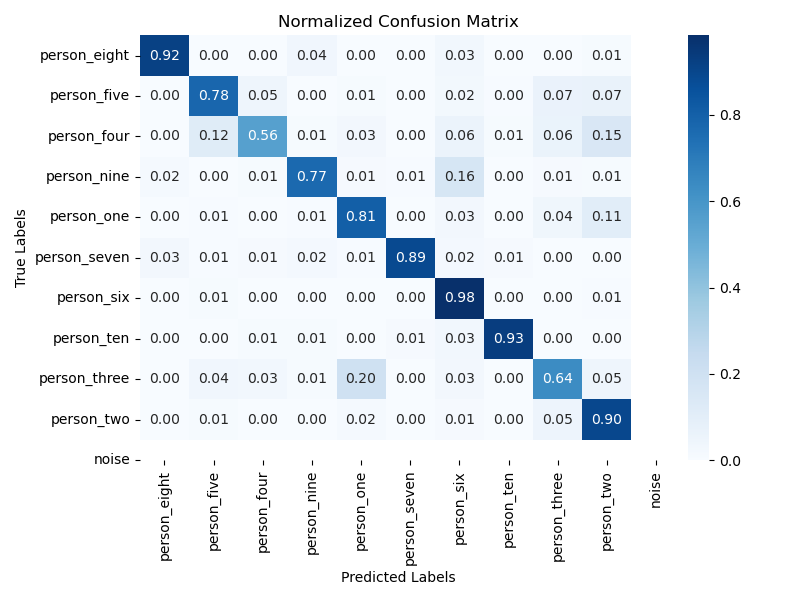 Normalized Confusion Matrix
True Labels
person_eight 0.92 0.00 0.00 0.04 0.00 0.00 0.03 0.00 0.00 0.01
person_five 0.00 0.78 0.05 0.00 0.01 0.00 0.02 0.00 0.07 0.07
person_four 0.00 0.12 0.56 0.01 0.03 0.00 0.06 0.01 0.06 0.15
person_nine 0.02 0.00 0.01 0.77 0.01 0.01 0.16 0.00 0.01 0.01
person_one 0.00 0.01 0.00 0.01 0.81 0.00 0.03 0.00 0.04 0.11
person_seven 0.03 0.01 0.01 0.02 0.01 0.89 0.02 0.01 0.00 0.00
person_six 0.00 0.01 0.00 0.00 0.00 0.00 0.98 0.00 0.00 0.01
person_ten 0.00 0.00 0.01 0.01 0.00 0.01 0.03 0.93 0.00 0.00
person_three 0.00 0.04 0.03 0.01 0.20 0.00 0.03 0.00 0.64 0.05
person_two 0.00 0.01 0.00 0.00 0.02 0.00 0.01 0.00 0.05 0.90
noise
person_eight person_five person_four person_nine person_one person_seven person_six person_ten person_three person_two noise
Predicted Labels
0.8
0.6
0.4
0.2
0.0